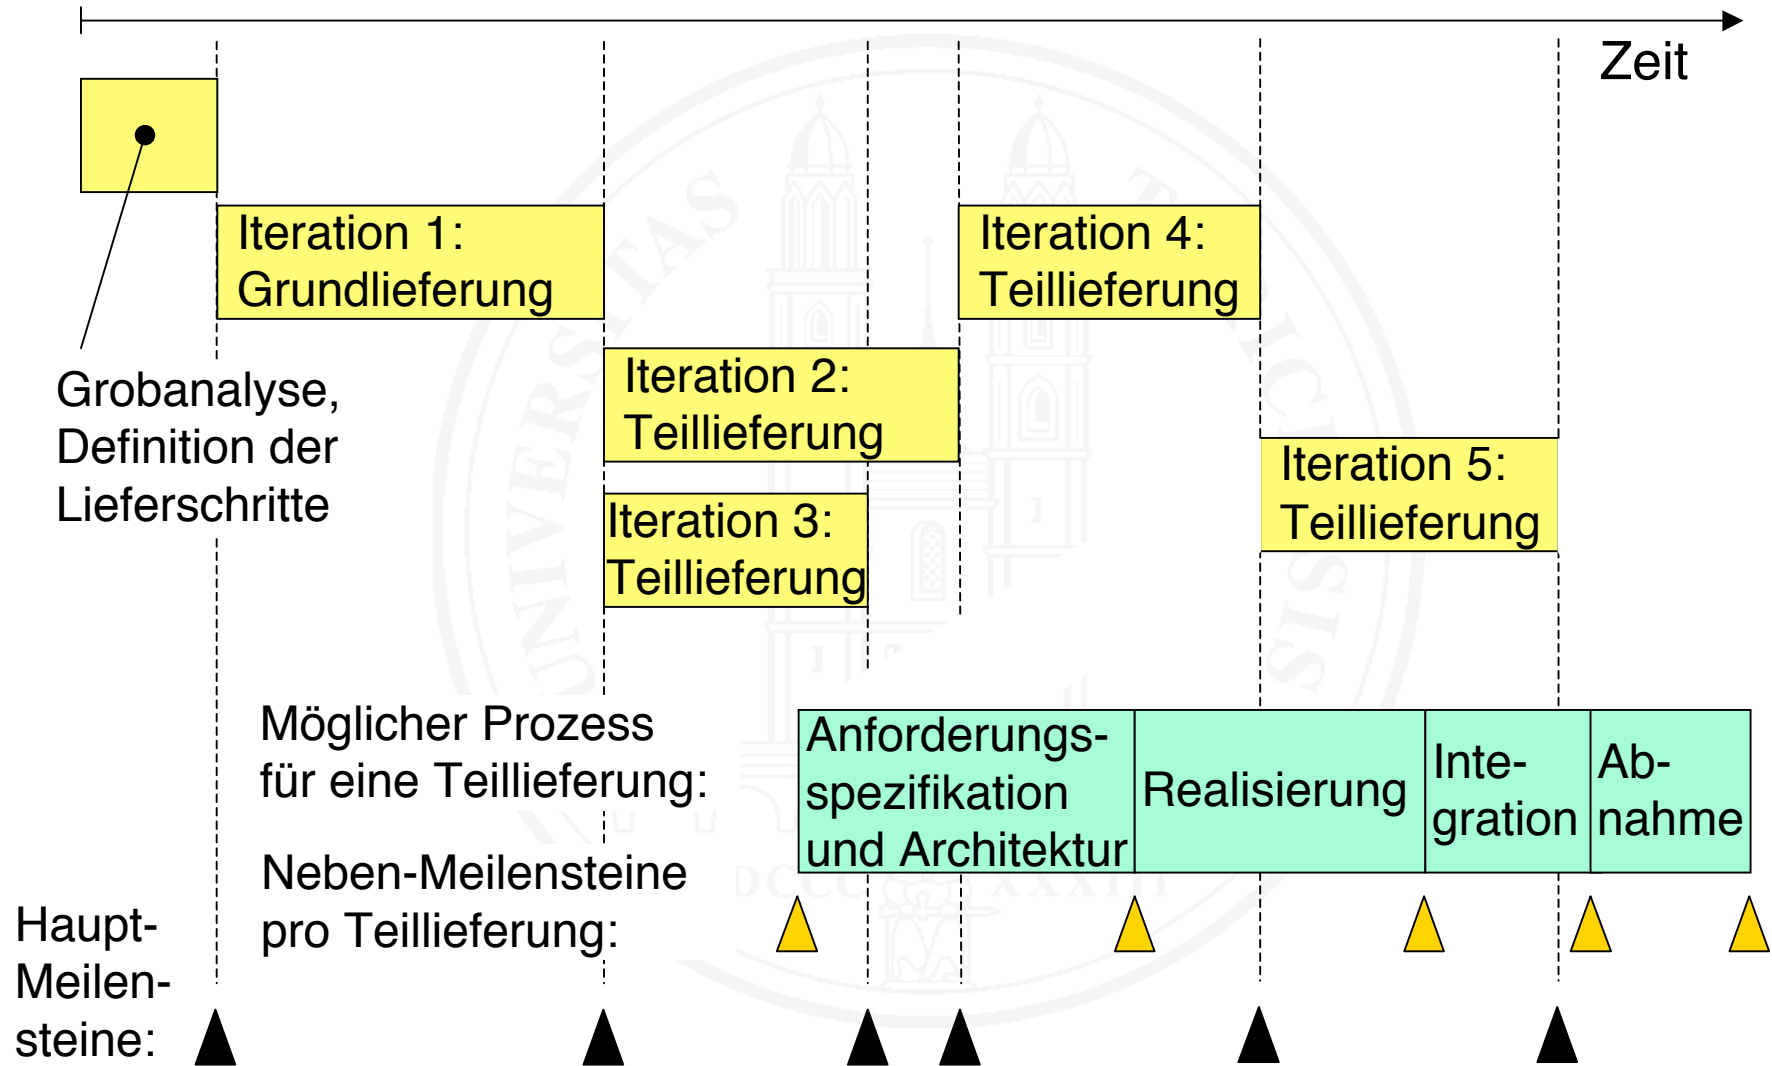 Zeit
Iteration 1:
Grundlieferung
Iteration 4:
Teillieferung
Grobanalyse,
Definition der
Lieferschritte
Iteration 2:
Teillieferung
Iteration 3:
Teillieferung
Iteration 5:
Teillieferung
Möglicher Prozess
für eine Teillieferung:
Anforderungs-
spezifikation
und Architektur
Realisierung
Inte-
gration
Ab-
nahme
Neben-Meilensteine
pro Teillieferung:
Haupt-
Meilen-
steine: